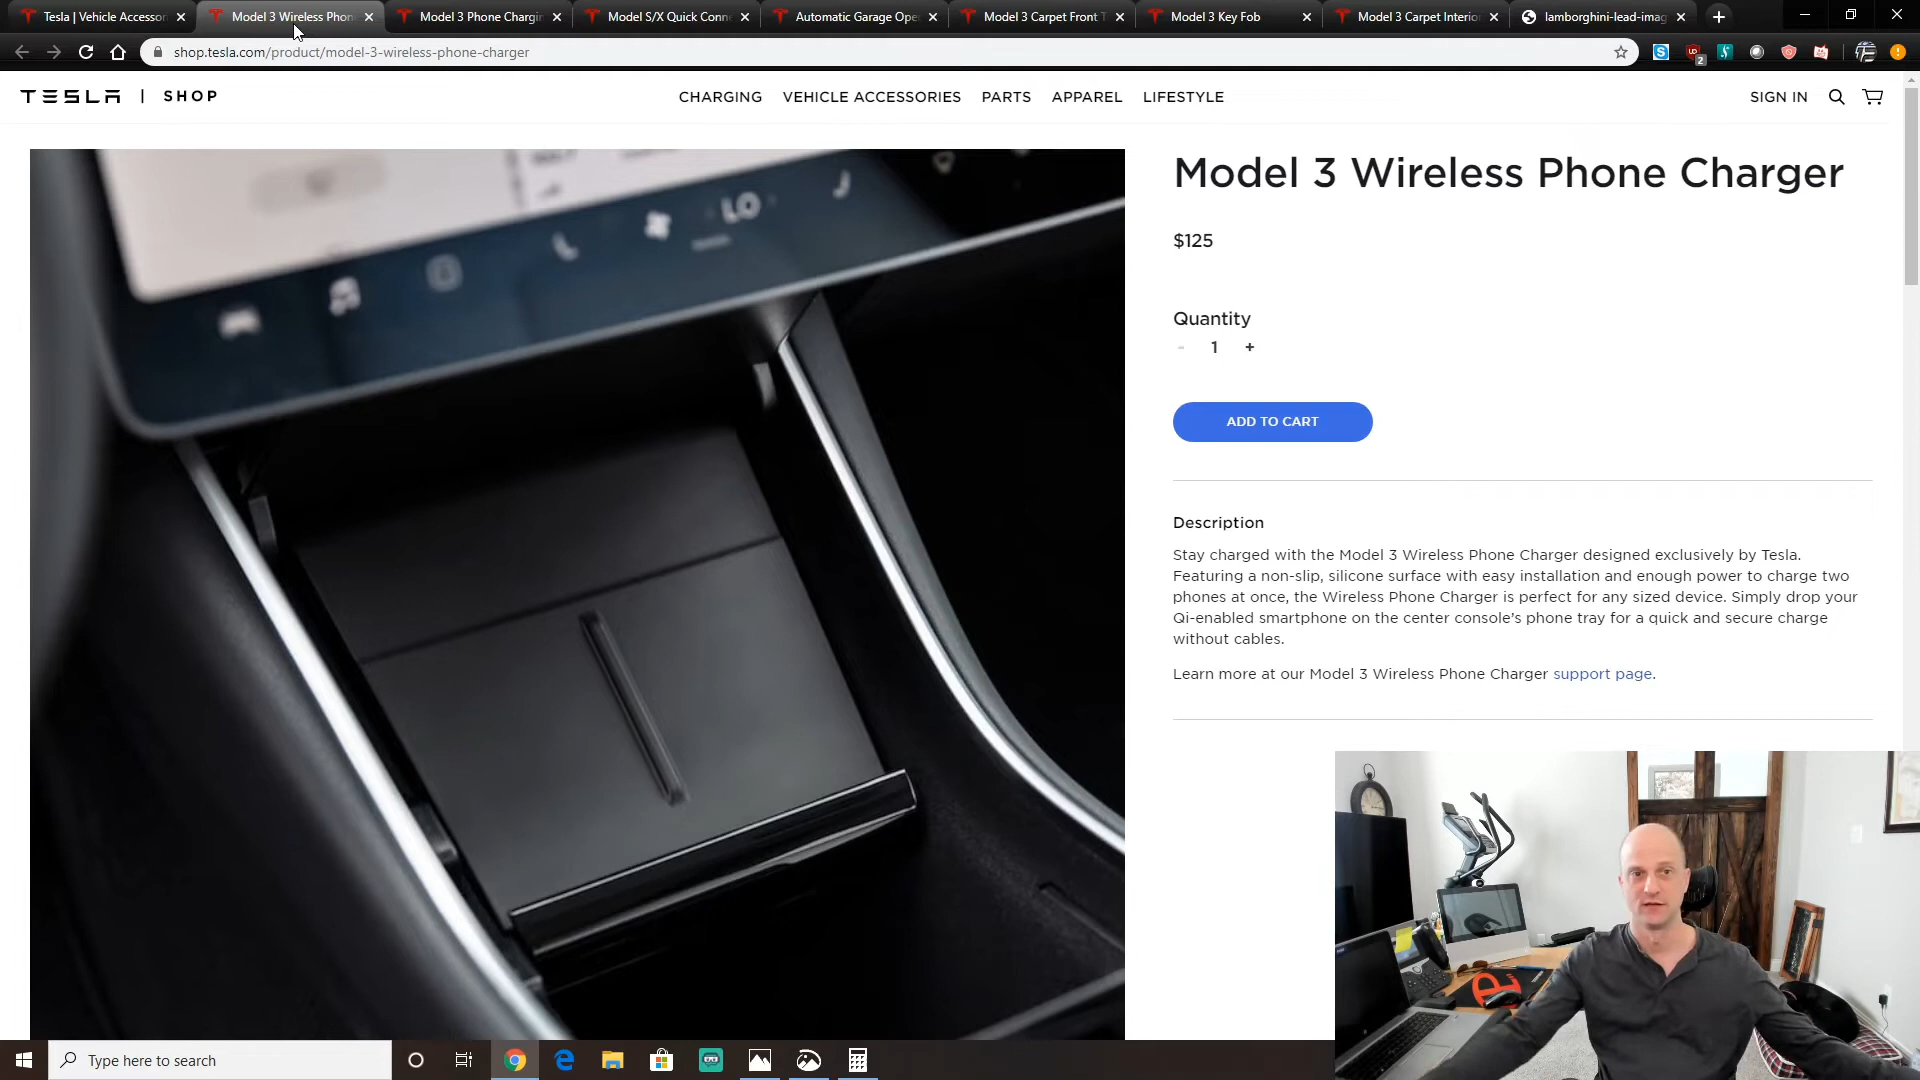 Tesla | Vehicle Accessor
Model 3 Wireless Phon
Model 3 Phone Chargin
Model S/X Quick Conne
Automatic Garage Ope
Model 3 Carpet Front T
Model 3 Key Fob
Model 3 Carpet Interio
lamborghini-lead-imag
shop.tesla.com/product/model-3-wireless-phone-charger
2
TESLA | SHOP
CHARGING VEHICLE ACCESSORIES PARTS APPAREL LIFESTYLE
SIGN IN
LO
Model 3 Wireless Phone Charger
$125
Quantity
- 1 +
ADD TO CART
Description
Stay charged with the Model 3 Wireless Phone Charger designed exclusively by Tesla.
Featuring a non-slip, silicone surface with easy installation and enough power to charge two
phones at once, the Wireless Phone Charger is perfect for any sized device. Simply drop your
Qi-enabled smartphone on the center console's phone tray for a quick and secure charge
without cables.
Learn more at our Model 3 Wireless Phone Charger support page.
Type here to search